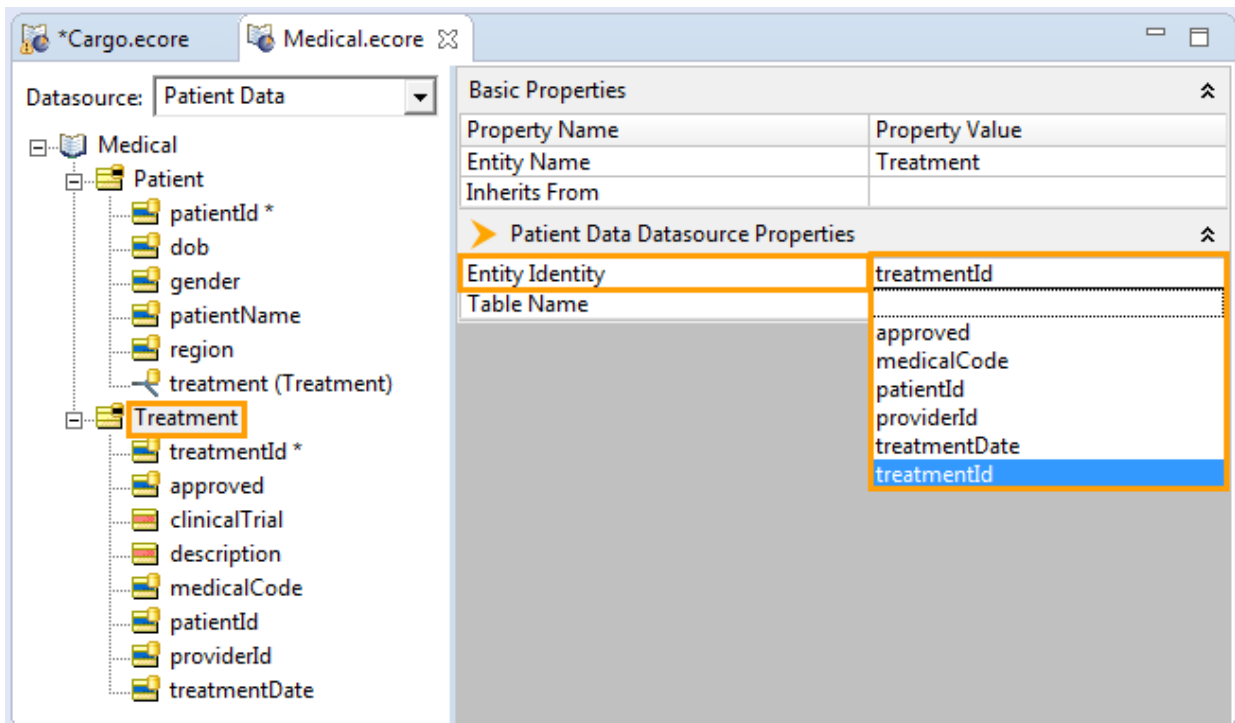 *Cargo.ecore
Medical.ecore
Datasource: Patient Data
Medical
Patient
patientId *
dob
gender
patientName
region
treatment (Treatment)
Treatment
treatmentId *
approved
clinicalTrial
description
medicalCode
patientId
providerId
treatmentDate
Basic Properties
Property Name Property Value
Entity Name Treatment
Inherits From
Patient Data Datasource Properties
Entity Identity treatmentId
Table Name
approved
medicalCode
patientId
providerId
treatmentDate
treatmentId